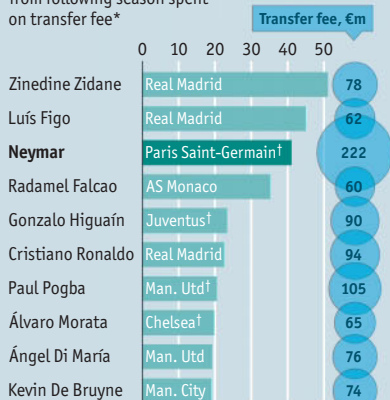 from following season spent
on transfer fee*
Transfer fee, €m
0 10 20 30 40 50
Zinedine Zidane Real Madrid 78
Luís Figo Real Madrid 62
Neymar Paris Saint-Germain† 222
Radamel Falcao AS Monaco 60
Gonzalo Higuaín Juventus† 90
Cristiano Ronaldo Real Madrid 94
Paul Pogba Man. Utd† 105
Álvaro Morata Chelsea† 65
Ángel Di María Man. Utd 76
Kevin De Bruyne Man. City 74